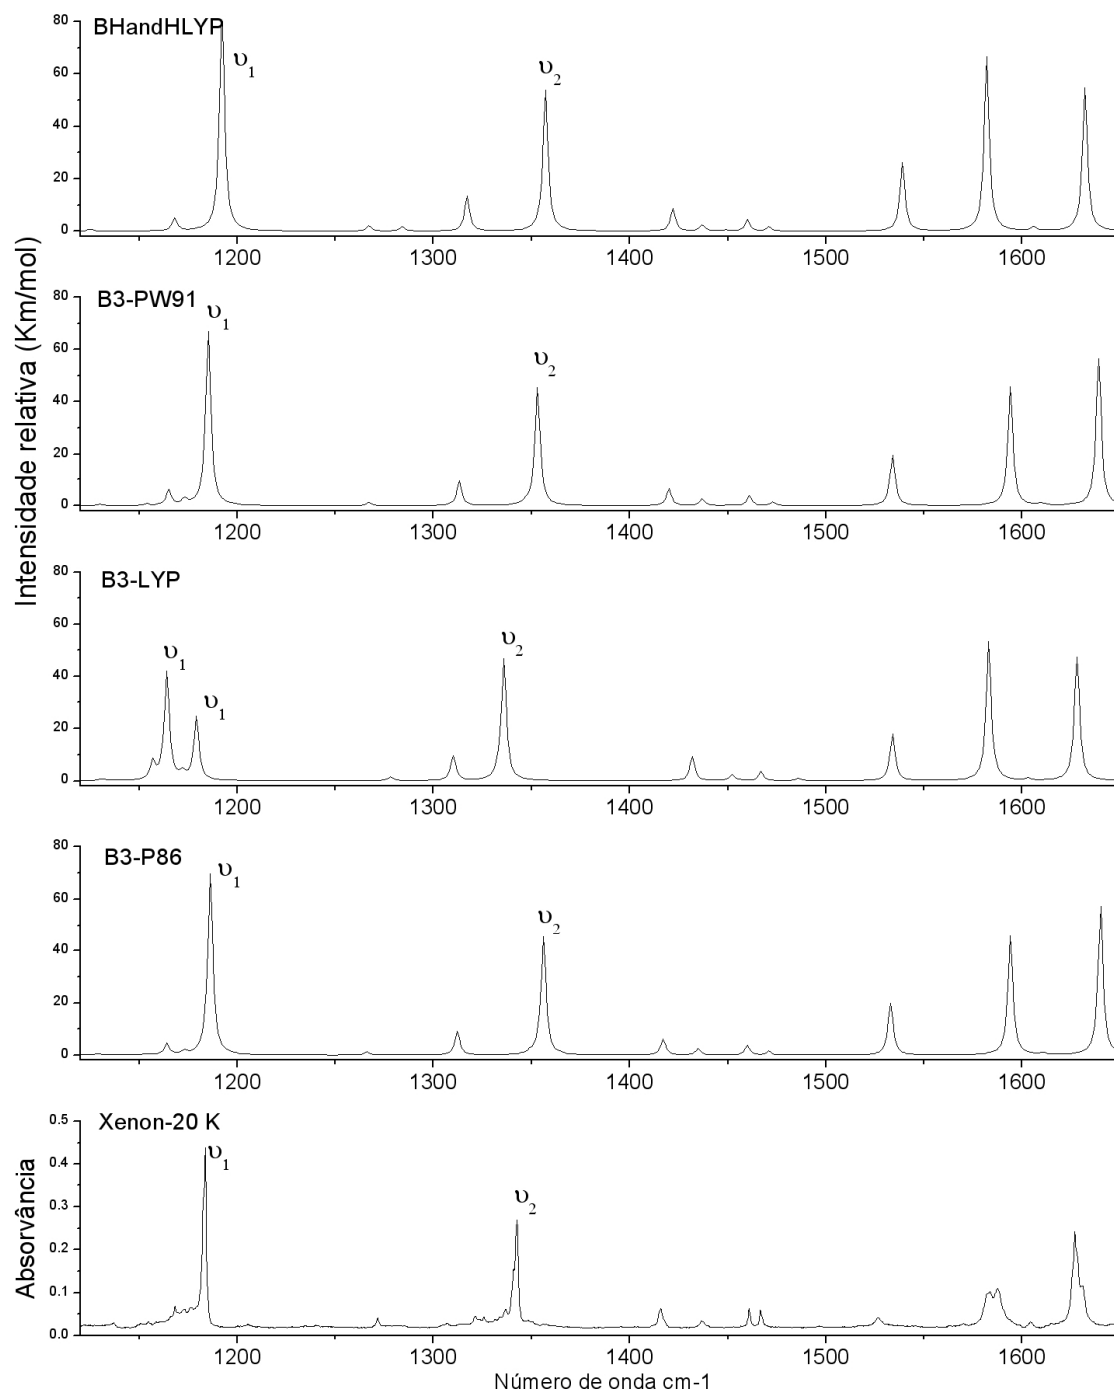 Intensidade relativa (Km/mol)
BHandHLYP
υ1
υ2
80
60
40
20
0
1200 1300 1400 1500 1600
B3-PW91
υ1
υ2
80
60
40
20
0
1200 1300 1400 1500 1600
B3-LYP
υ1
υ1
υ2
80
60
40
20
0
1200 1300 1400 1500 1600
B3-P86
υ1
υ2
80
60
40
20
0
1200 1300 1400 1500 1600
Absorvância
Xenon-20 K
υ1
υ2
0.5
0.4
0.3
0.2
0.1
0.0
1200 1300 1400 1500 1600
Número de onda cm-1